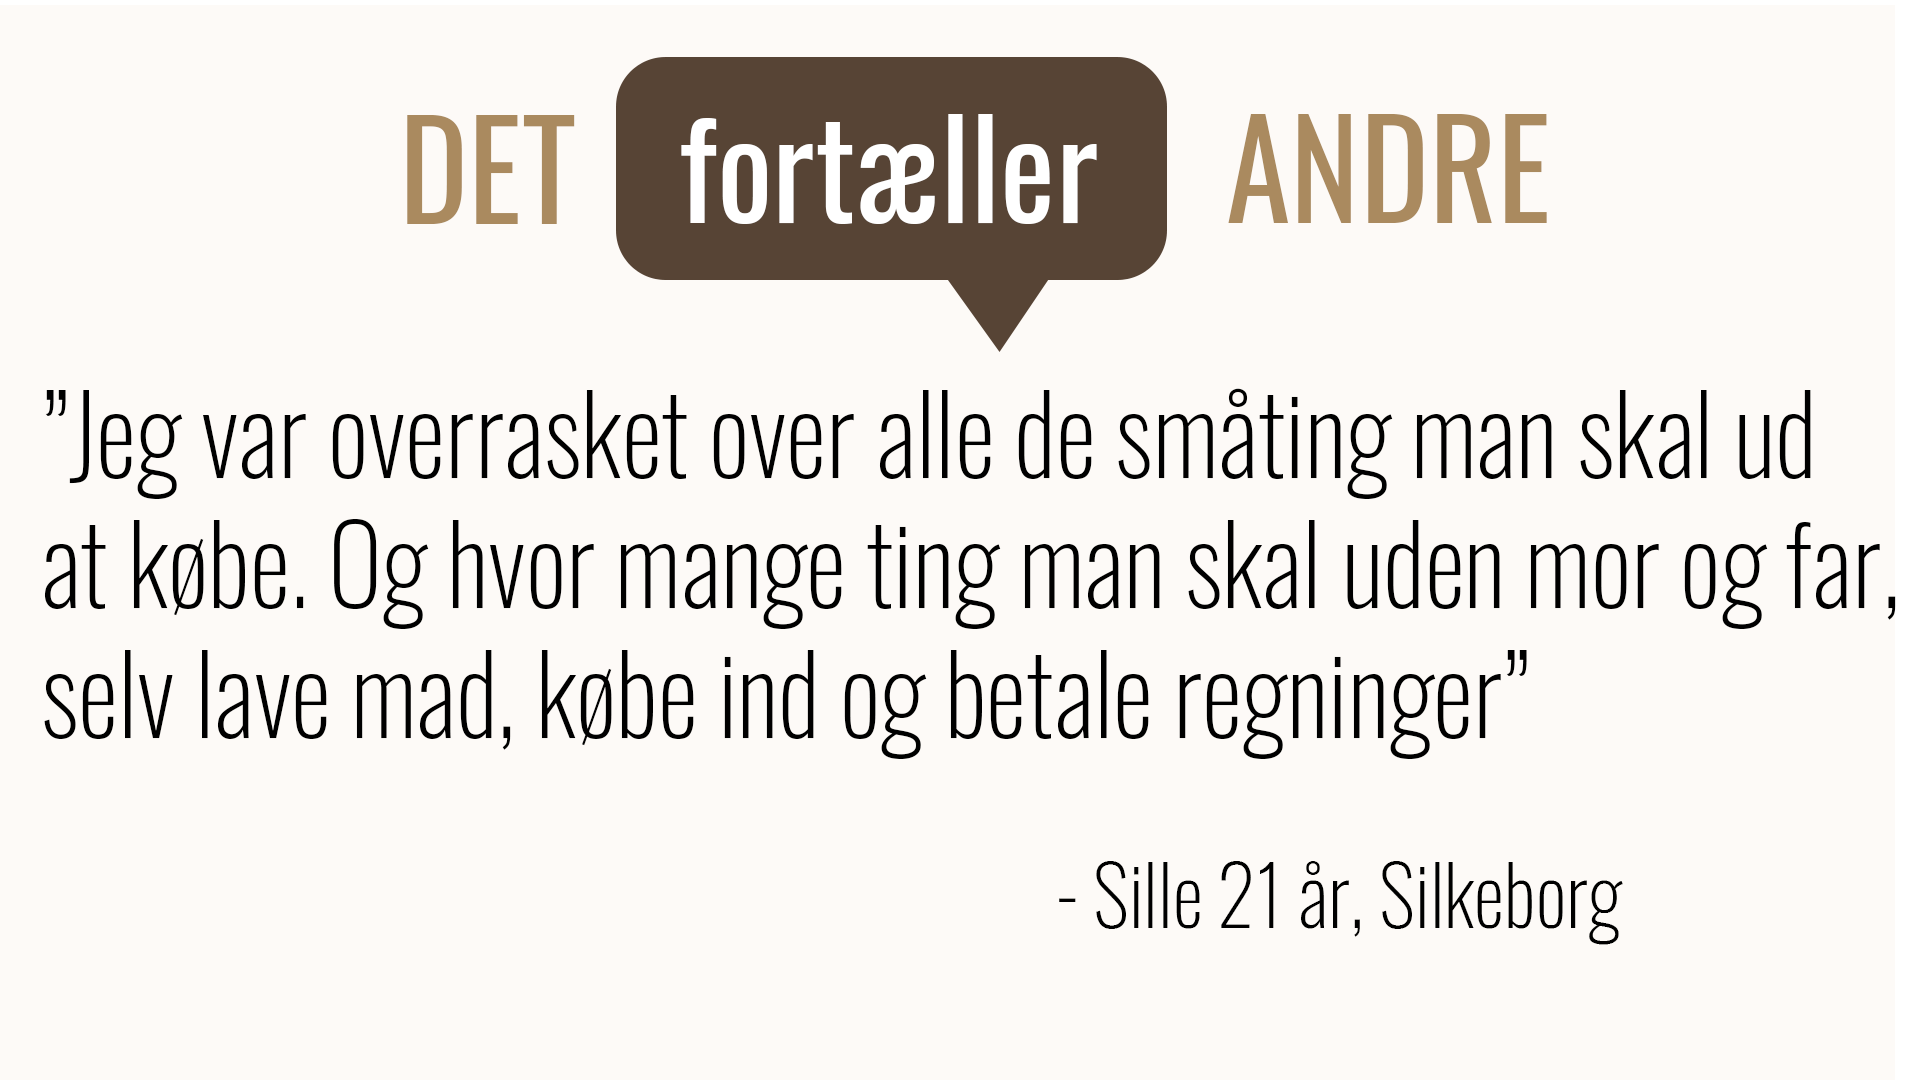 DET fortæller ANDRE
”Jeg var overrasket over alle de småting man skal ud
at købe. Og hvor mange ting man skal uden mor og far,
selv lave mad, købe ind og betale regninger”
- Sille 21 år, Silkeborg